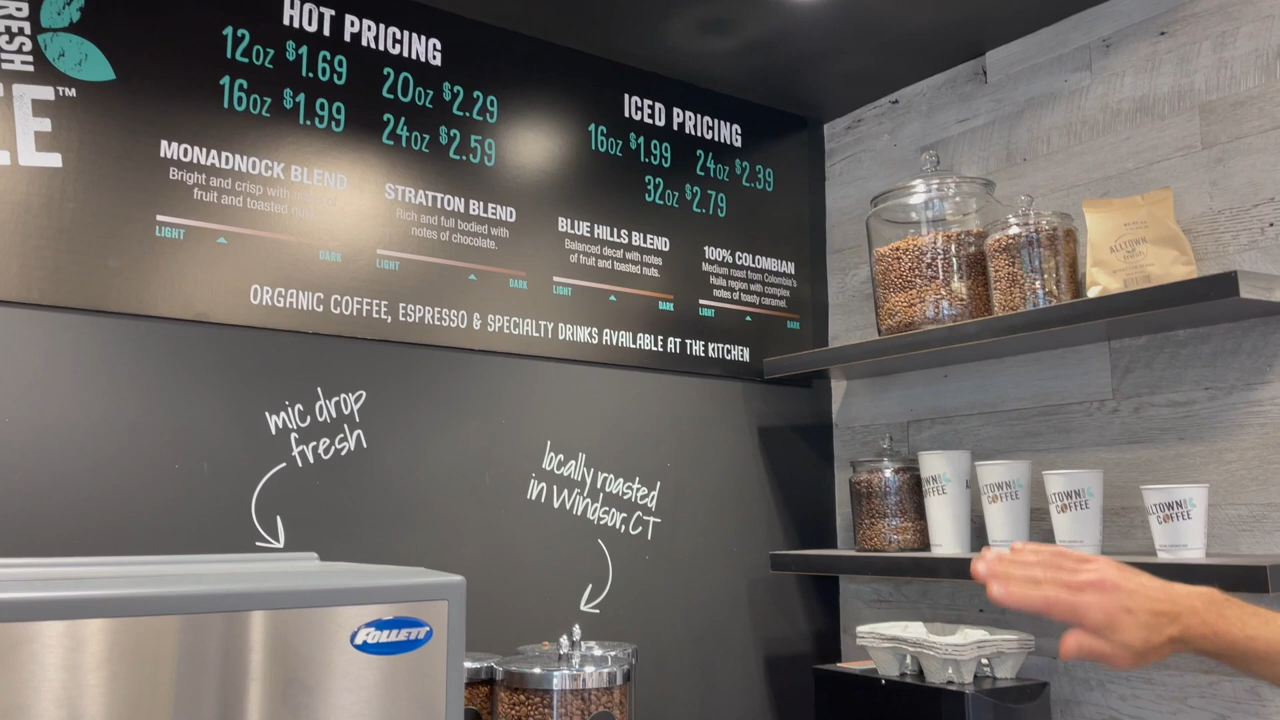 RESH
EE™
HOT PRICING
12oz $1.69
20oz $2.29
16oz $1.99
24oz $2.59
ICED PRICING
16oz $1.99
24oz $2.39
32oz $2.79
MONADNOCK BLEND
Bright and crisp with notes of
fruit and toasted nuts.
LIGHT
DARK
STRATTON BLEND
Rich and full bodied with
notes of chocolate.
LIGHT
DARK
BLUE HILLS BLEND
Balanced decaf with notes
of fruit and toasted nuts.
LIGHT
DARK
100% COLOMBIAN
Medium roast from Colombia's
Huila region with complex
notes of toasty caramel.
LIGHT
DARK
ORGANIC COFFEE, ESPRESSO & SPECIALTY DRINKS AVAILABLE AT THE KITCHEN
mic drop
fresh
locally roasted
in Windsor, CT
FOLLETT
ALLTOWN
fresh
ALLTOWN
COFFEE
ALLTOWN
COFFEE
ALLTOWN
COFFEE
ALLTOWN
COFFEE